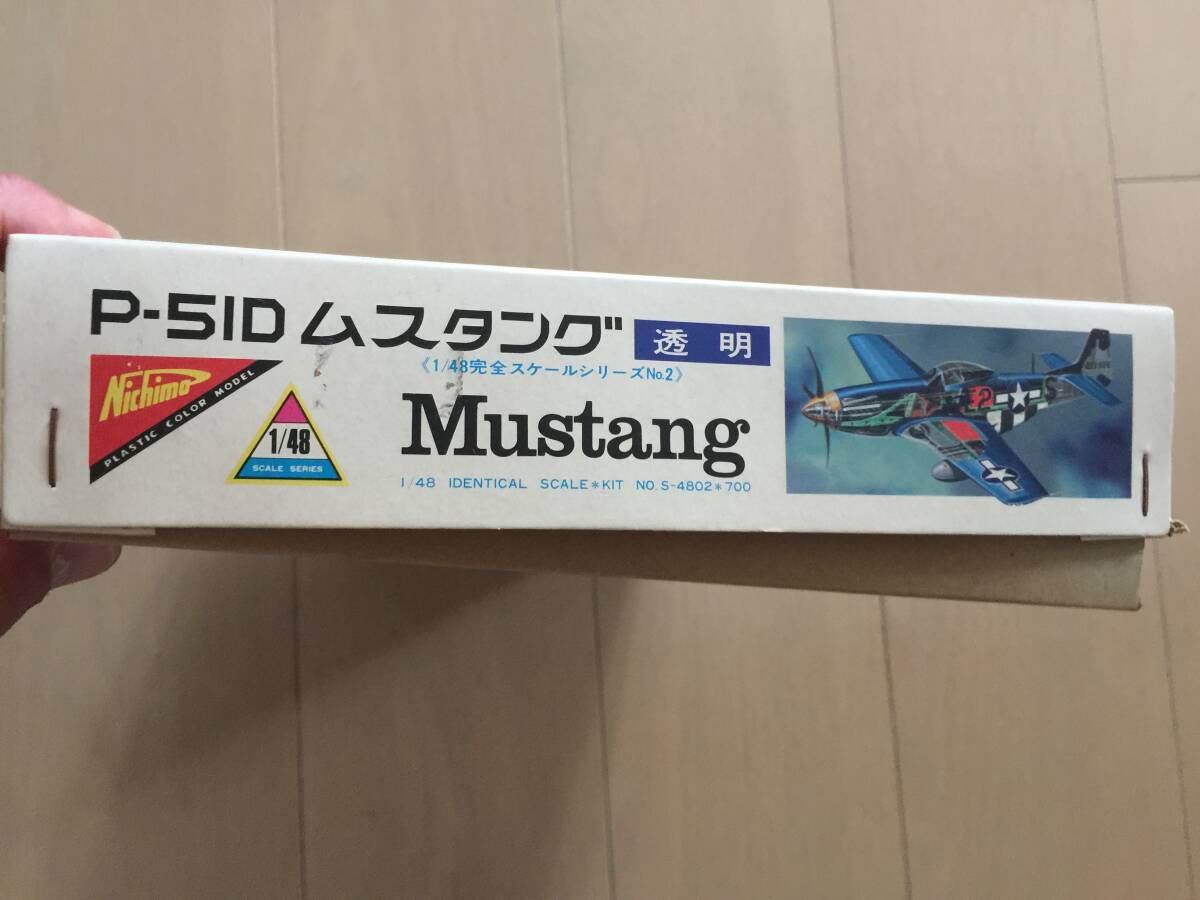 P-51D ムスタング 透明
《1/48完全スケールシリーズNo.2》
Nichimo
PLASTIC COLOR MODEL
1/48
SCALE SERIES
Mustang
1/48 IDENTICAL SCALE*KIT NO. S-4802*700
E2 S